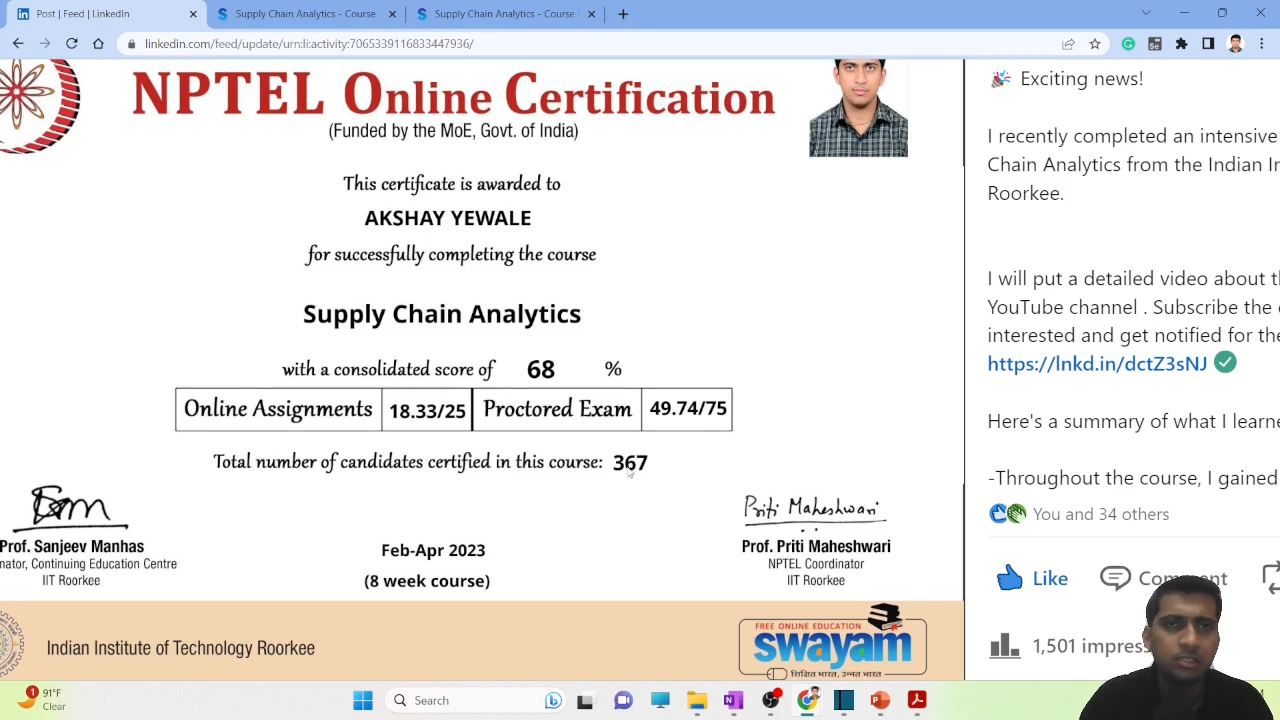 Post | Feed | LinkedIn
Supply Chain Analytics - Course
Supply Chain Analytics - Course
linkedin.com/feed/update/urn:li:activity:7065339116833447936/
NPTEL Online Certification
(Funded by the MoE, Govt. of India)
This certificate is awarded to
AKSHAY YEWALE
for successfully completing the course
Supply Chain Analytics
with a consolidated score of 68 %
Online Assignments 18.33/25 Proctored Exam 49.74/75
Total number of candidates certified in this course: 367
Prof. Sanjeev Manhas
nator, Continuing Education Centre
IIT Roorkee
Feb-Apr 2023
(8 week course)
Priti Maheshwari
Prof. Priti Maheshwari
NPTEL Coordinator
IIT Roorkee
Indian Institute of Technology Roorkee
FREE ONLINE EDUCATION
swayam
शिक्षित भारत, उन्नत भारत
Exciting news!
I recently completed an intensive
Chain Analytics from the Indian In
Roorkee.
I will put a detailed video about th
YouTube channel . Subscribe the
interested and get notified for the
https://lnkd.in/dctZ3sNJ
Here's a summary of what I learne
-Throughout the course, I gained
You and 34 others
Like
Comment
1,501 impress
1
91°F
Clear
Search